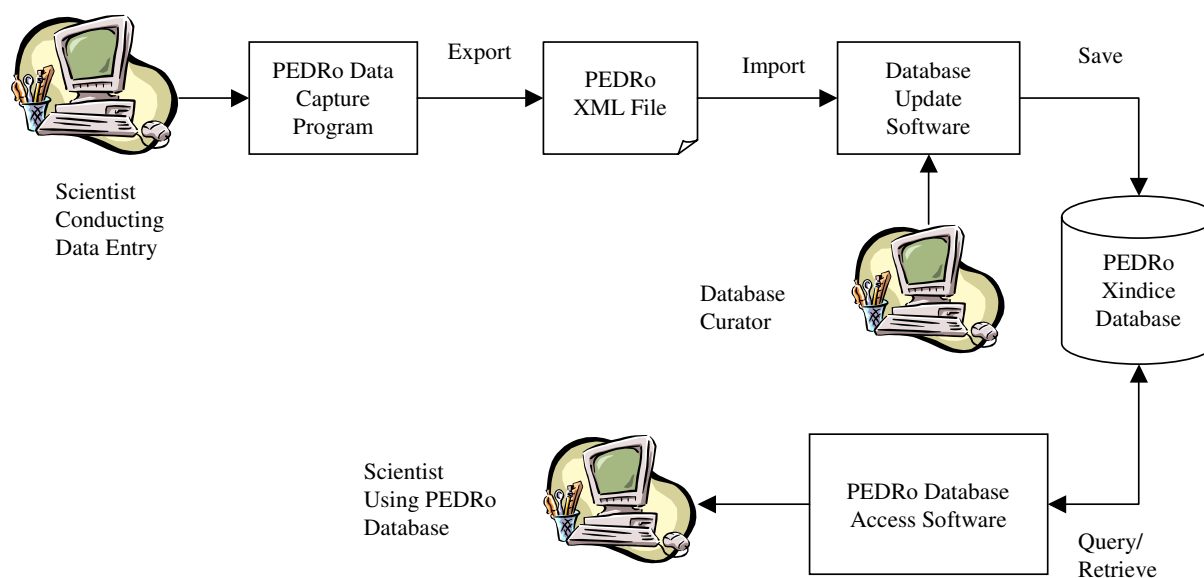 Export
Import
Save
PEDRo Data
Capture
Program
PEDRo
XML File
Database
Update
Software
Scientist
Conducting
Data Entry
Database
Curator
PEDRo
Xindice
Database
Scientist
Using PEDRo
Database
PEDRo Database
Access Software
Query/
Retrieve